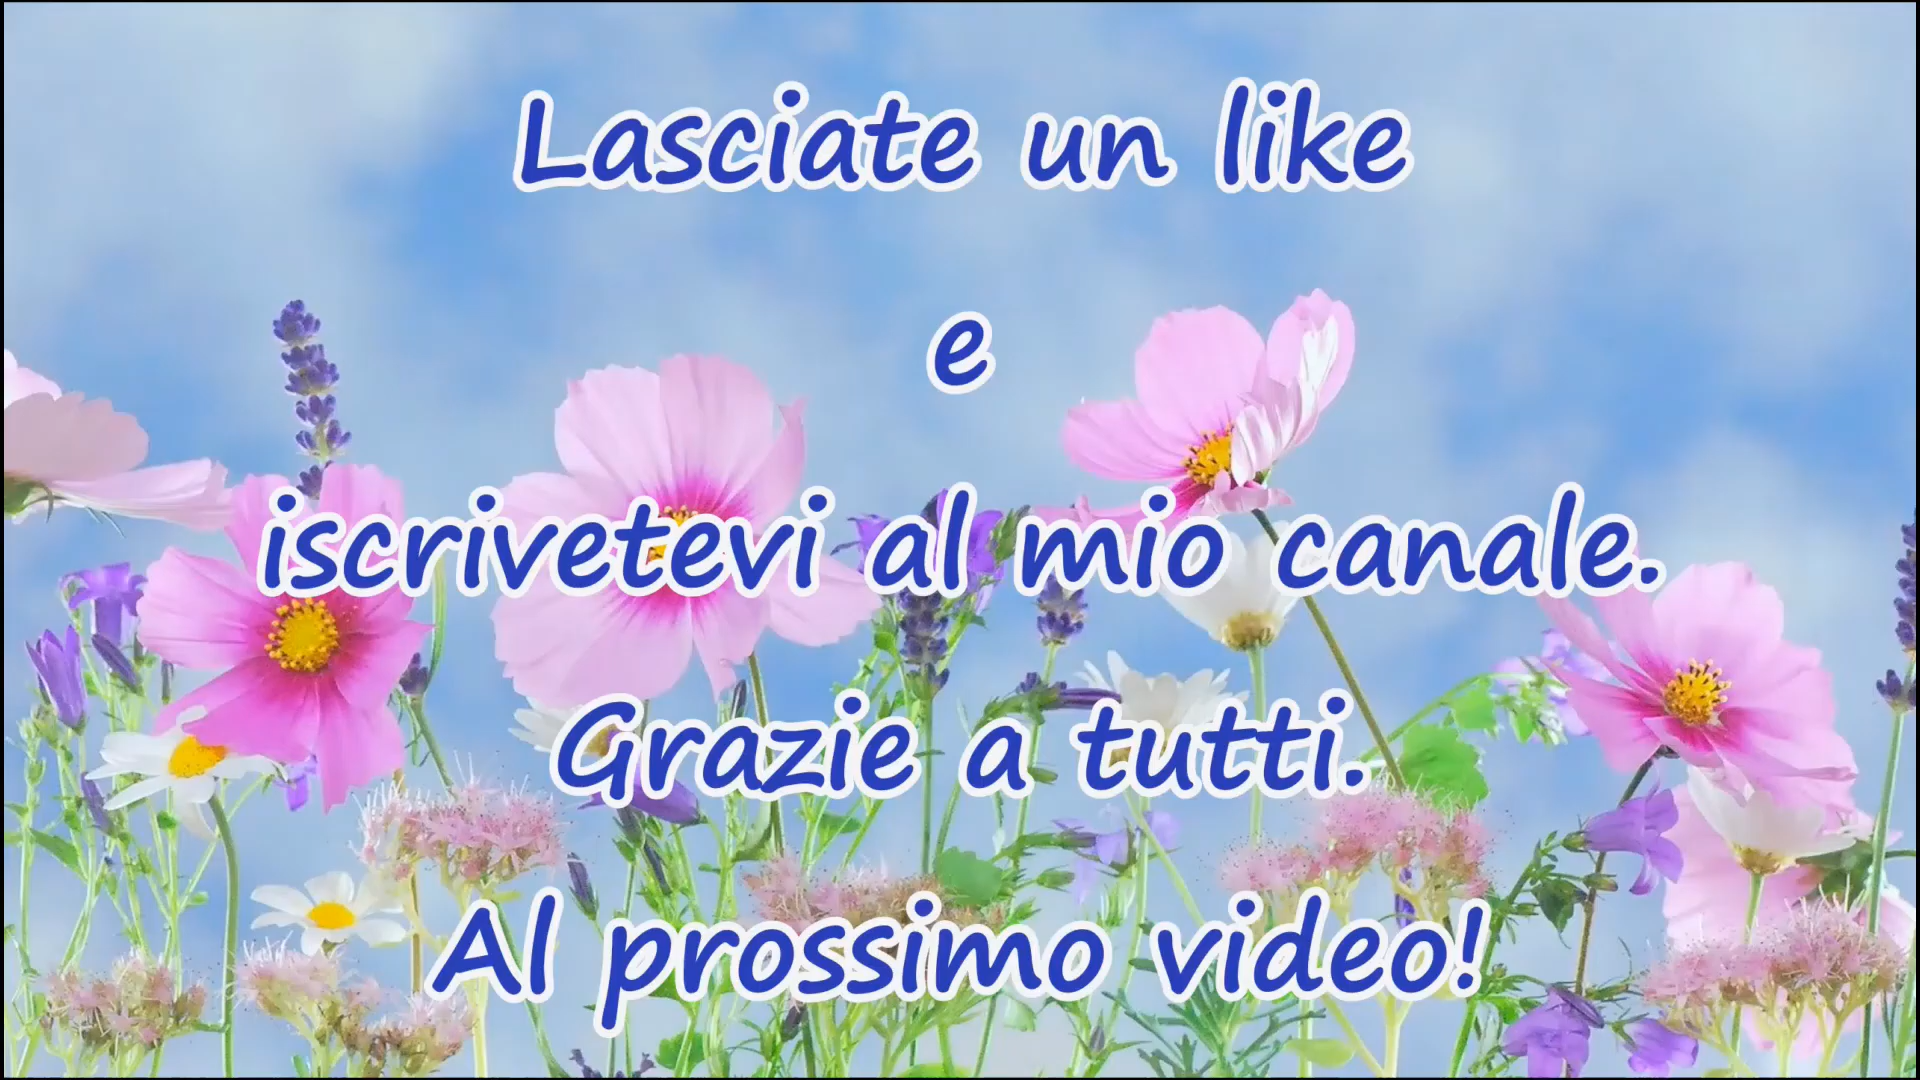 Lasciate un like
e
iscrivetevi al mio canale.
Grazie a tutti.
Al prossimo video!